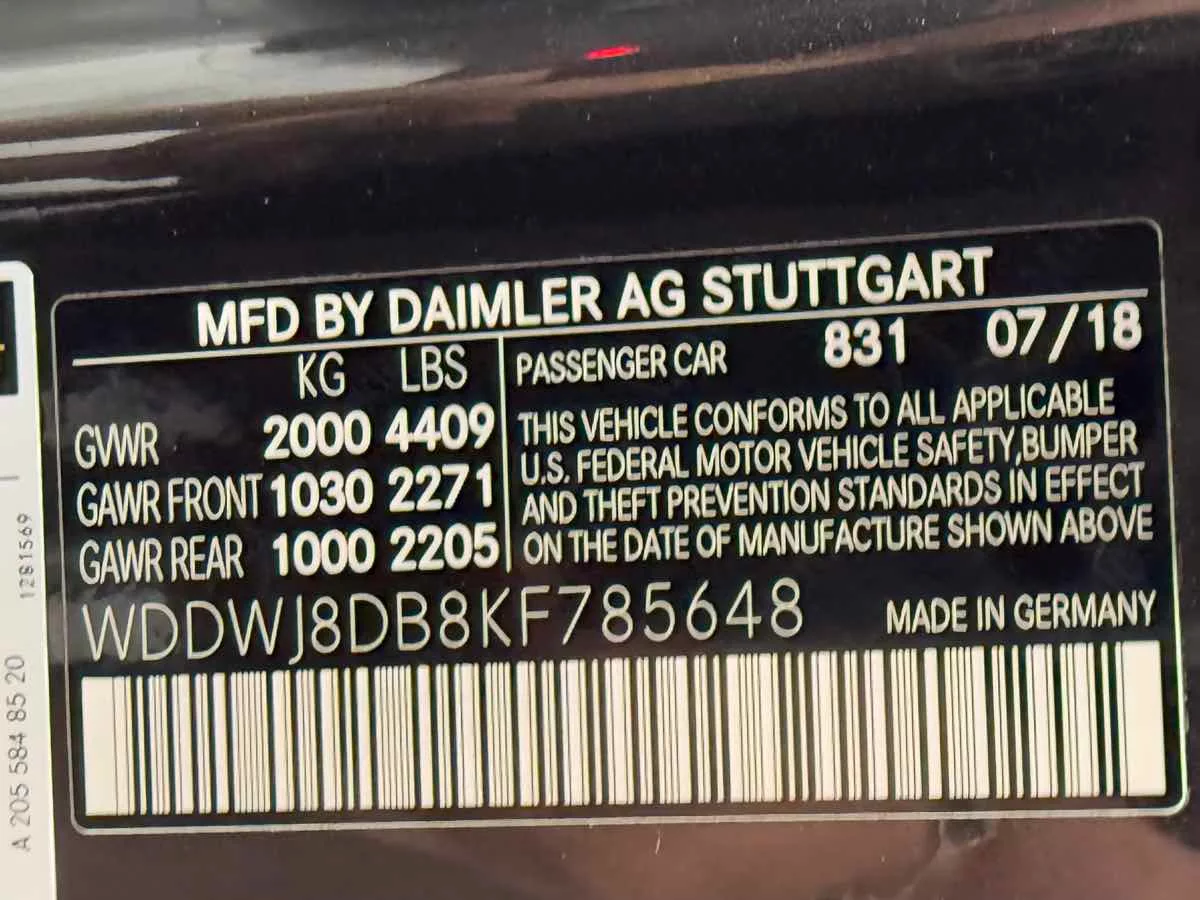 MFD BY DAIMLER AG STUTTGART
KG LBS
GVWR 2000 4409
GAWR FRONT 1030 2271
GAWR REAR 1000 2205
PASSENGER CAR 831 07/18
THIS VEHICLE CONFORMS TO ALL APPLICABLE
U.S. FEDERAL MOTOR VEHICLE SAFETY,BUMPER
AND THEFT PREVENTION STANDARDS IN EFFECT
ON THE DATE OF MANUFACTURE SHOWN ABOVE
WDDWJ8DB8KF785648 MADE IN GERMANY
A 205 584 85 20 1281569